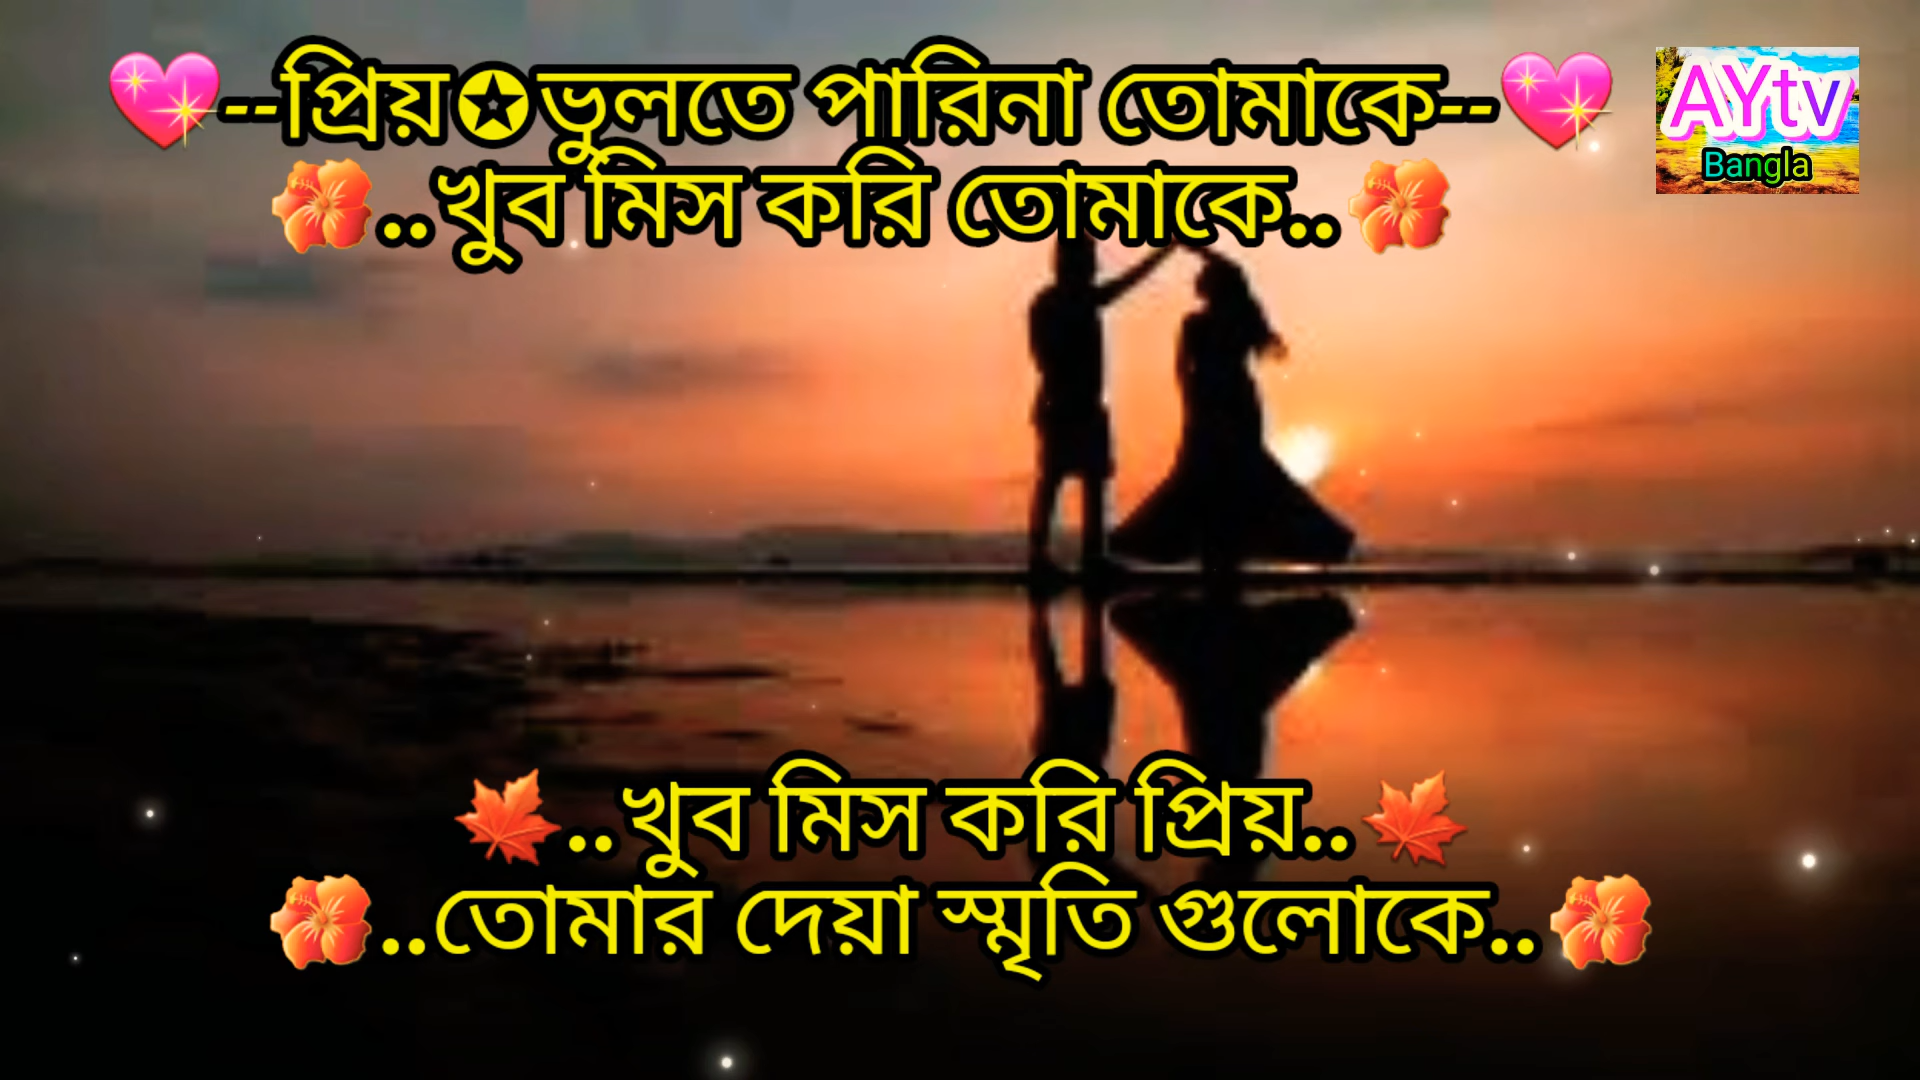 💖--প্রিয়✪ভুলতে পারিনা তোমাকে--💖
🌺..খুব মিস করি তোমাকে..🌺
AYtv
Bangla
🍁..খুব মিস করি প্রিয়..🍁
🌺..তোমার দেয়া স্মৃতি গুলোকে..🌺